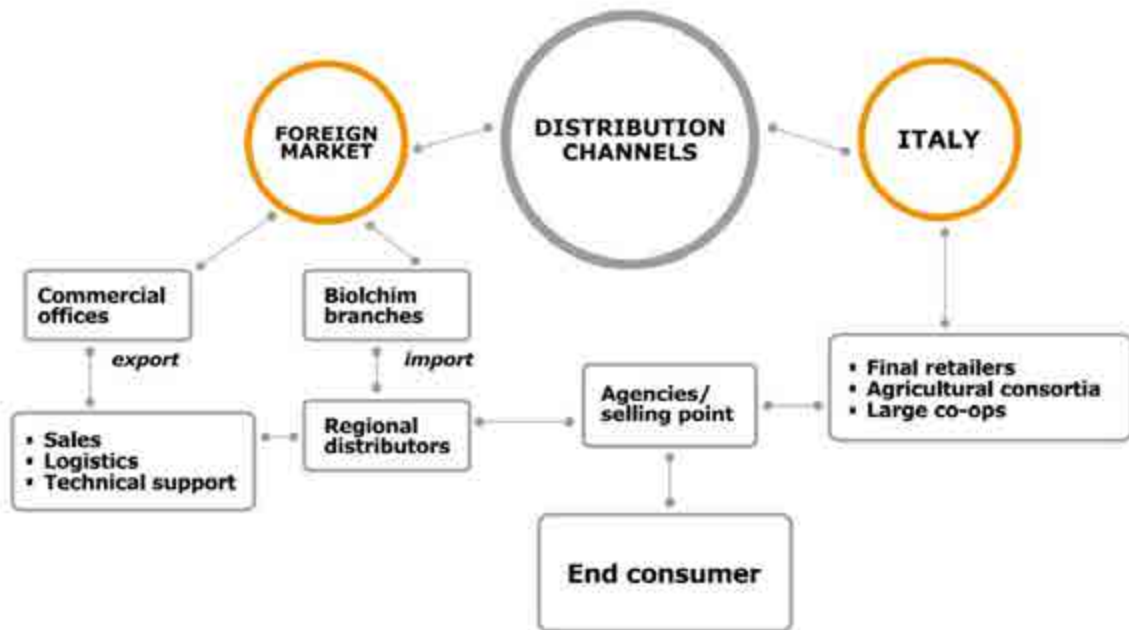 DISTRIBUTION
CHANNELS
FOREIGN
MARKET
ITALY
Commercial
offices
Biolchim
branches
export
import
▪ Final retailers
▪ Agricultural consortia
▪ Large co-ops
Agencies/
selling point
Regional
distributors
▪ Sales
▪ Logistics
▪ Technical support
End consumer